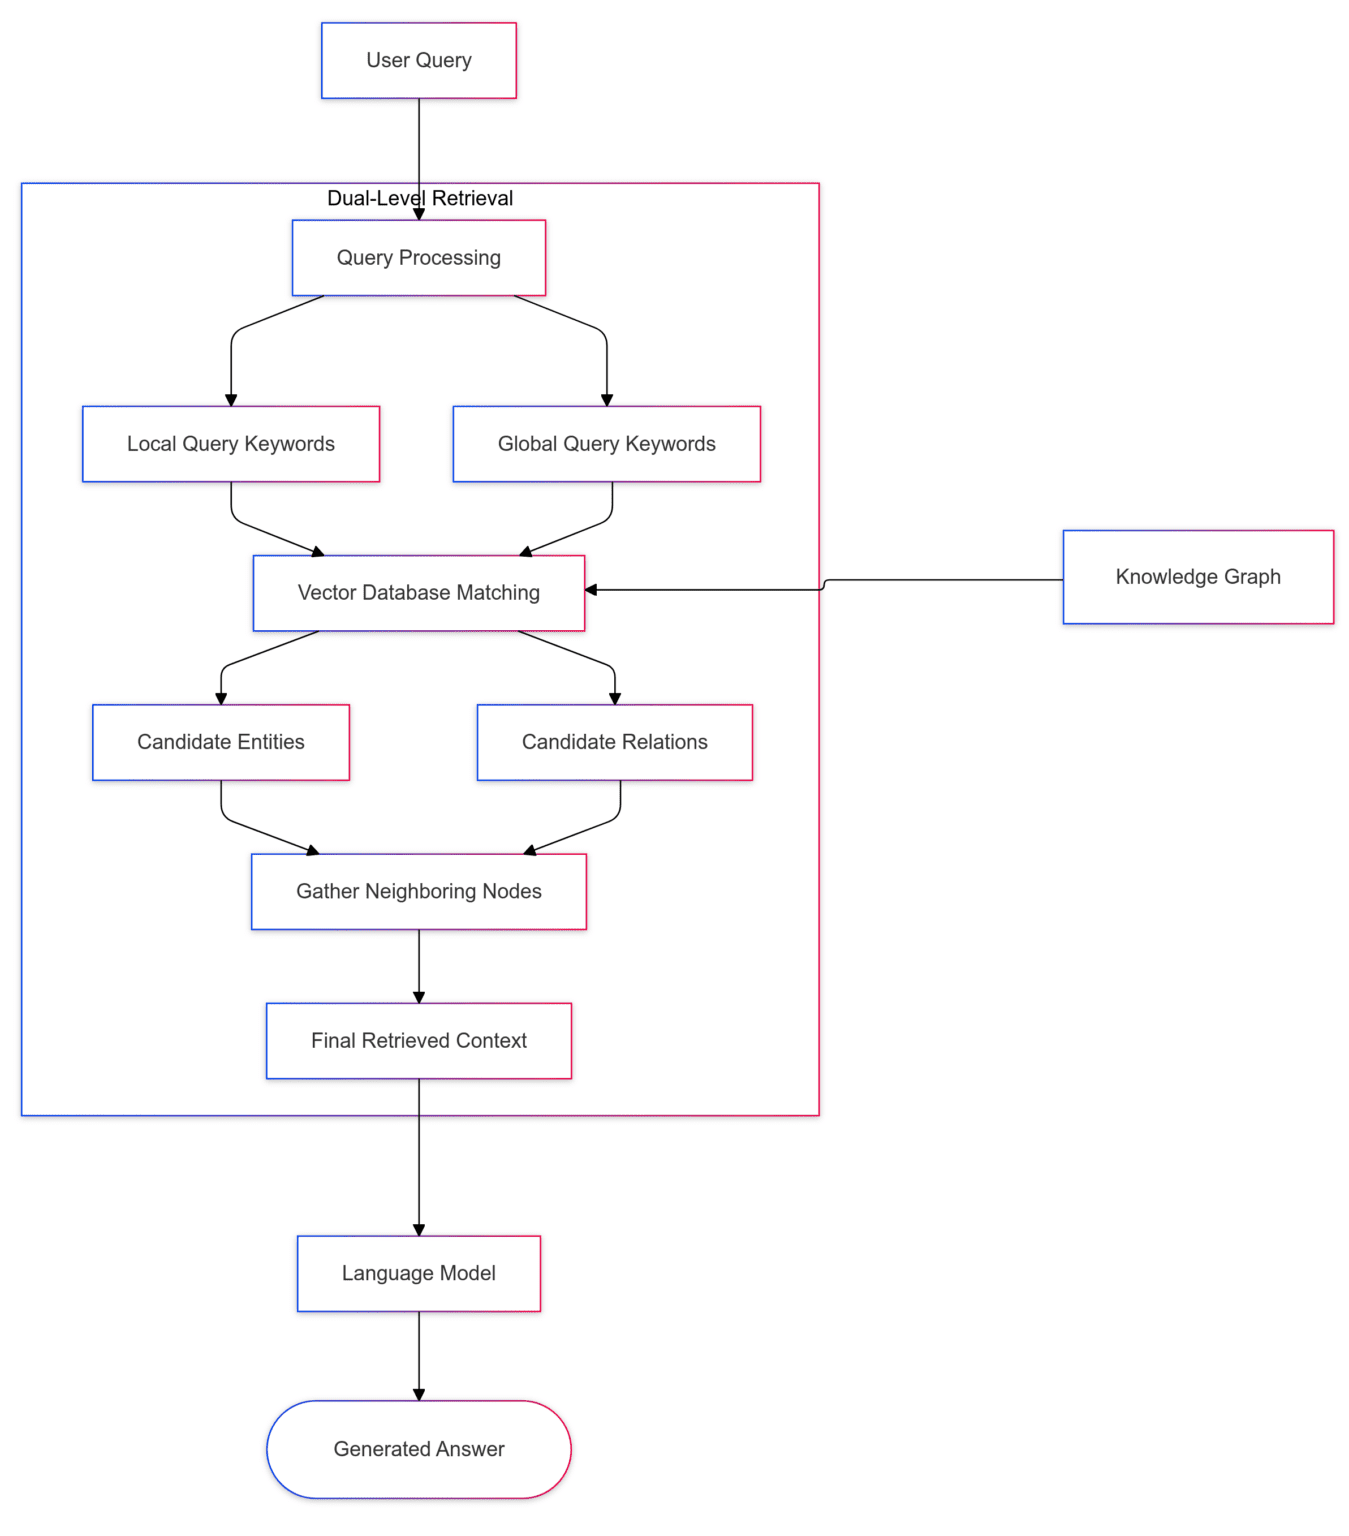 User Query
Dual-Level Retrieval
Query Processing
Local Query Keywords
Global Query Keywords
Vector Database Matching
Knowledge Graph
Candidate Entities
Candidate Relations
Gather Neighboring Nodes
Final Retrieved Context
Language Model
Generated Answer